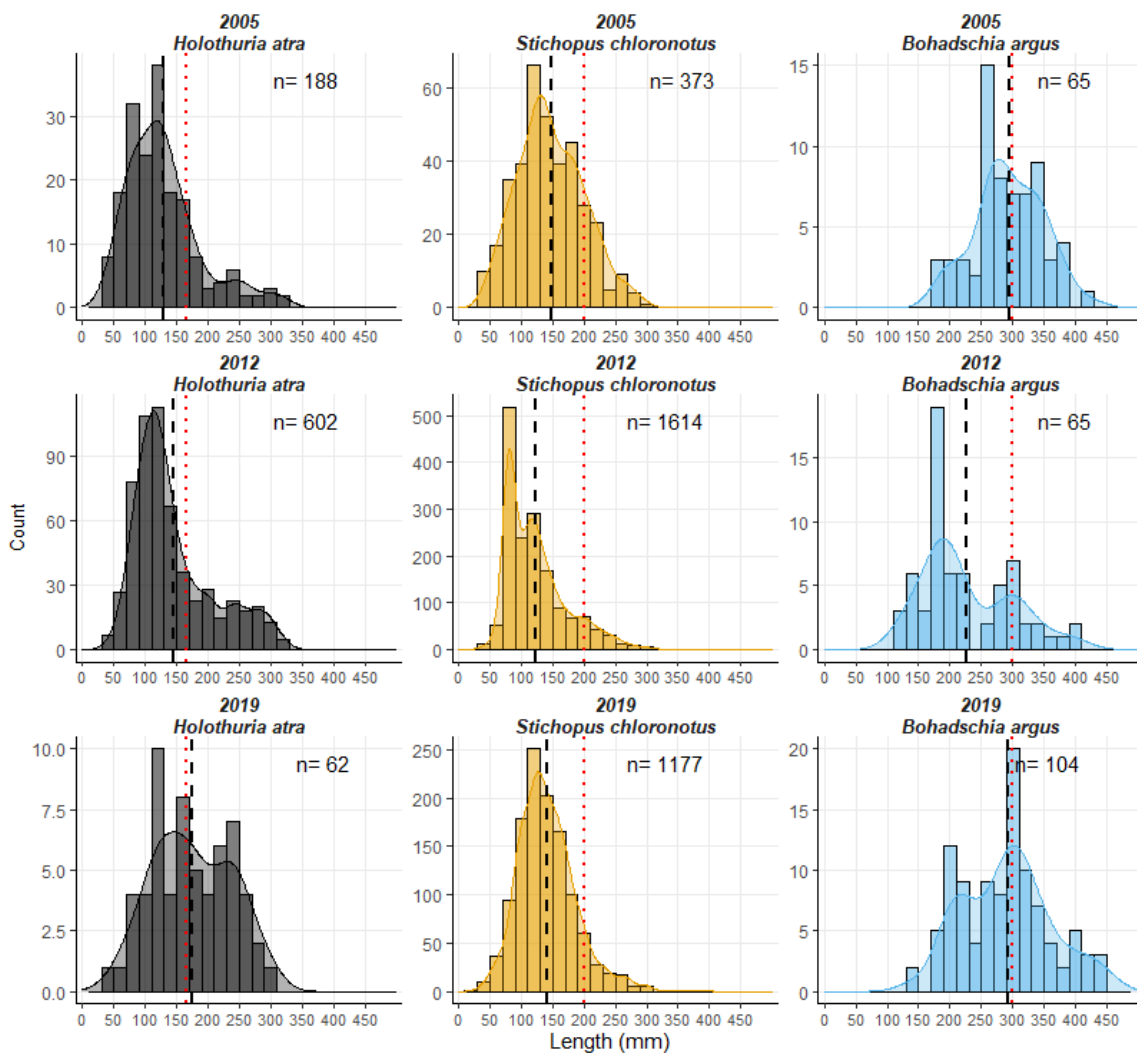 2005 2005 2005
Holothuria atra Stichopus chloronotus Bohadschia argus
n= 188 n= 373 n= 65
30 60 15
20 40 10
10 20 5
0 0 0
0 50 100 150 200 250 300 350 400 450 0 50 100 150 200 250 300 350 400 450 0 50 100 150 200 250 300 350 400 450
2012 2012 2012
Holothuria atra Stichopus chloronotus Bohadschia argus
n= 602 n= 1614 n= 65
90 500 15
60 400 10
30 300 5
0 200 0
100
0
0 50 100 150 200 250 300 350 400 450 0 50 100 150 200 250 300 350 400 450 0 50 100 150 200 250 300 350 400 450
Count
2019 2019 2019
Holothuria atra Stichopus chloronotus Bohadschia argus
n= 62 n= 1177 n= 104
10.0 250 20
7.5 200 15
5.0 150 10
2.5 100 5
0.0 50 0
0
0 50 100 150 200 250 300 350 400 450 0 50 100 150 200 250 300 350 400 450 0 50 100 150 200 250 300 350 400 450
Length (mm)